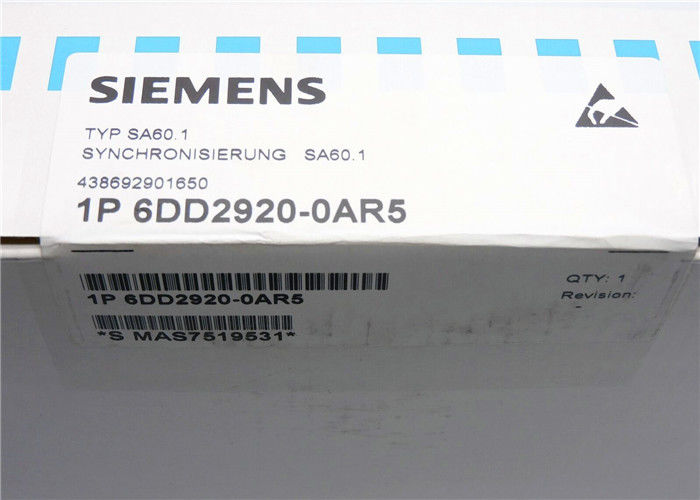 SIEMENS
TYP SA60.1
SYNCHRONISIERUNG SA60.1
438692901650
1P 6DD2920-0AR5
1P 6DD2920-0AR5
QTY: 1
Revision:
-
*S MAS7519531*